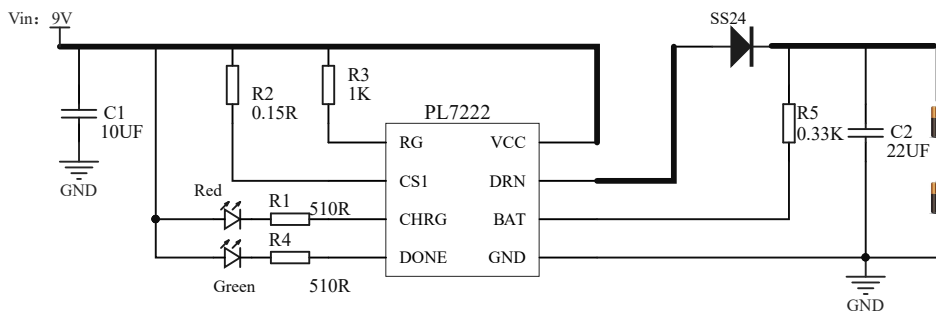 Vin: 9V
SS24
C1
10UF
GND
R2
0.15R
R3
1K
PL7222
RG
VCC
CS1
DRN
CHRG
BAT
DONE
GND
Red
R1
510R
R4
Green
510R
R5
0.33K
C2
22UF
GND